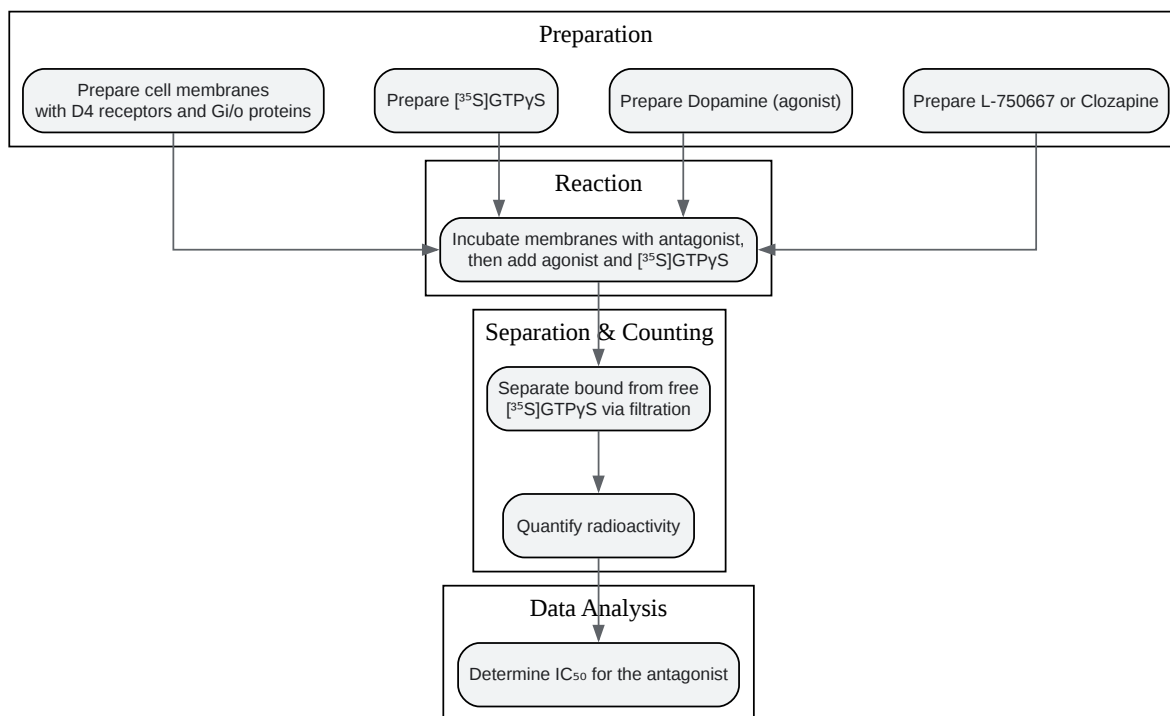 Preparation
Prepare cell membranes
with D4 receptors and Gi/o proteins
Prepare [³⁵S]GTPγS
Prepare Dopamine (agonist)
Prepare L-750667 or Clozapine
Reaction
Incubate membranes with antagonist,
then add agonist and [³⁵S]GTPγS
Separation & Counting
Separate bound from free
[³⁵S]GTPγS via filtration
Quantify radioactivity
Data Analysis
Determine IC₅₀ for the antagonist